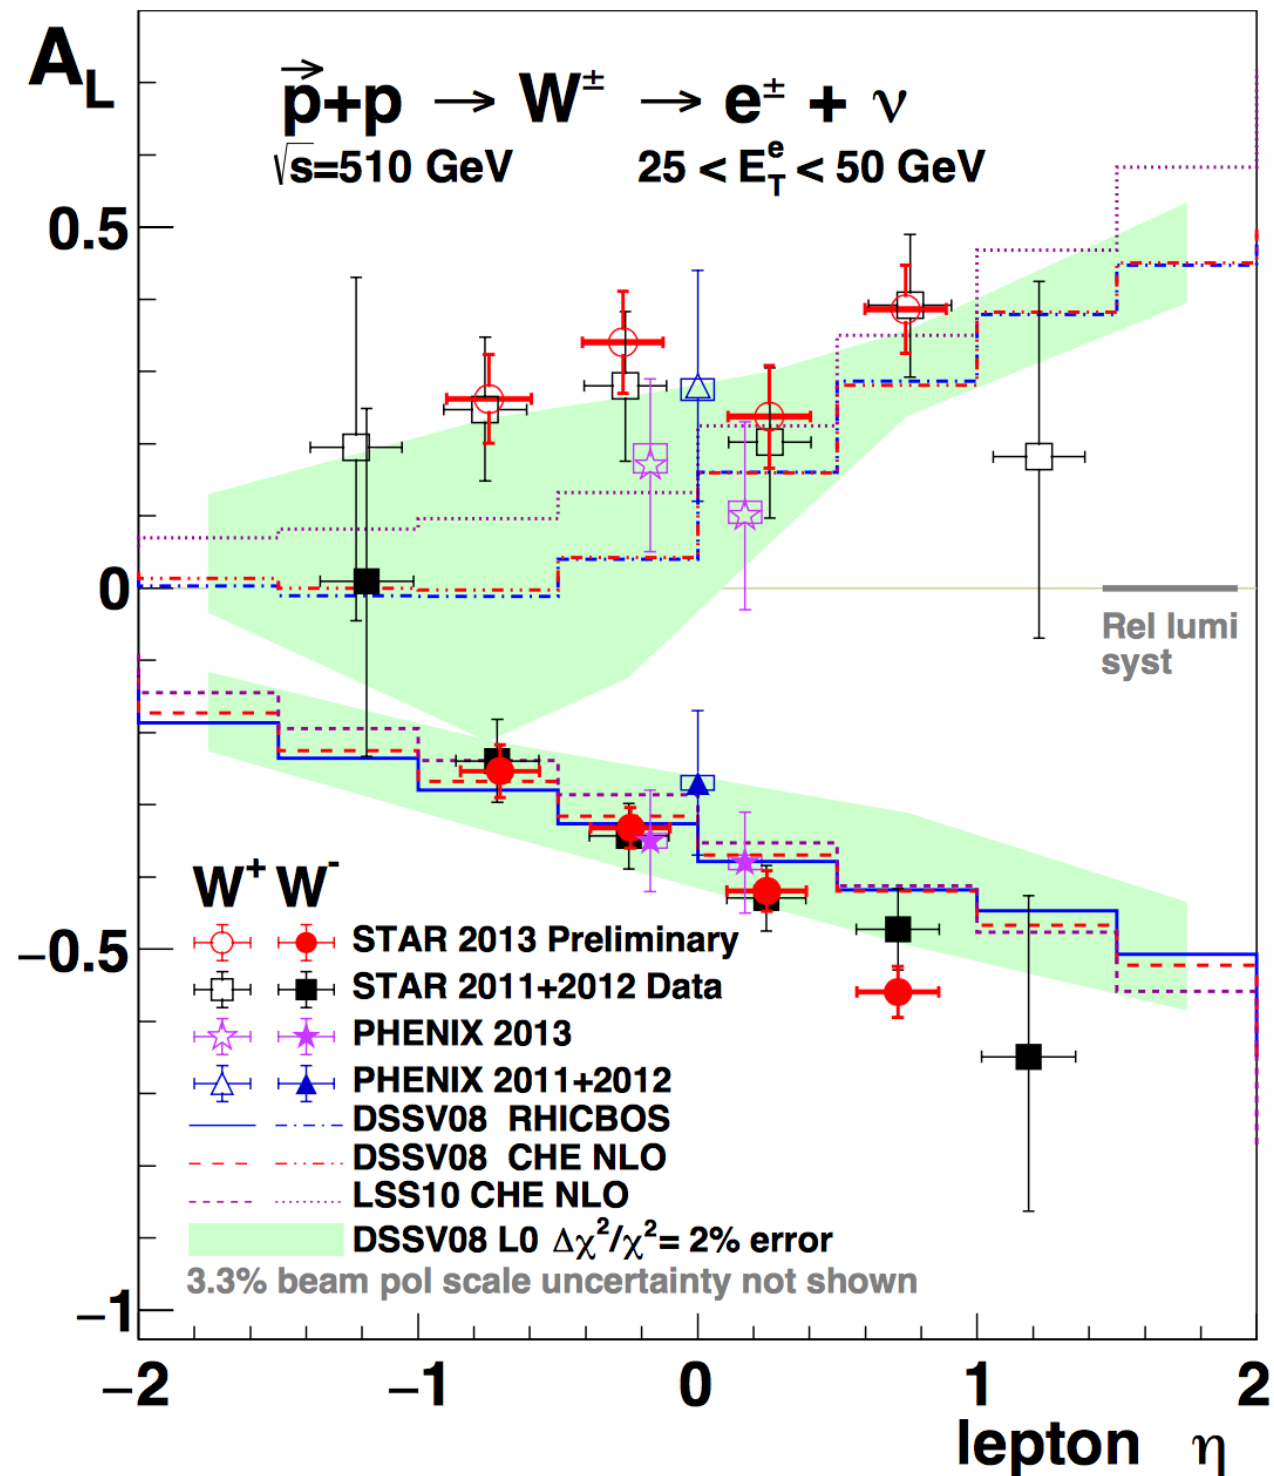 A_L
p+p → W± → e± + ν
√s=510 GeV 25 < E_T^e < 50 GeV
0.5
0
Rel lumi
syst
W+ W-
STAR 2013 Preliminary
−0.5
STAR 2011+2012 Data
PHENIX 2013
PHENIX 2011+2012
DSSV08 RHICBOS
DSSV08 CHE NLO
LSS10 CHE NLO
DSSV08 L0 Δχ²/χ²= 2% error
3.3% beam pol scale uncertainty not shown
−1
−2 −1 0 1 2
lepton η